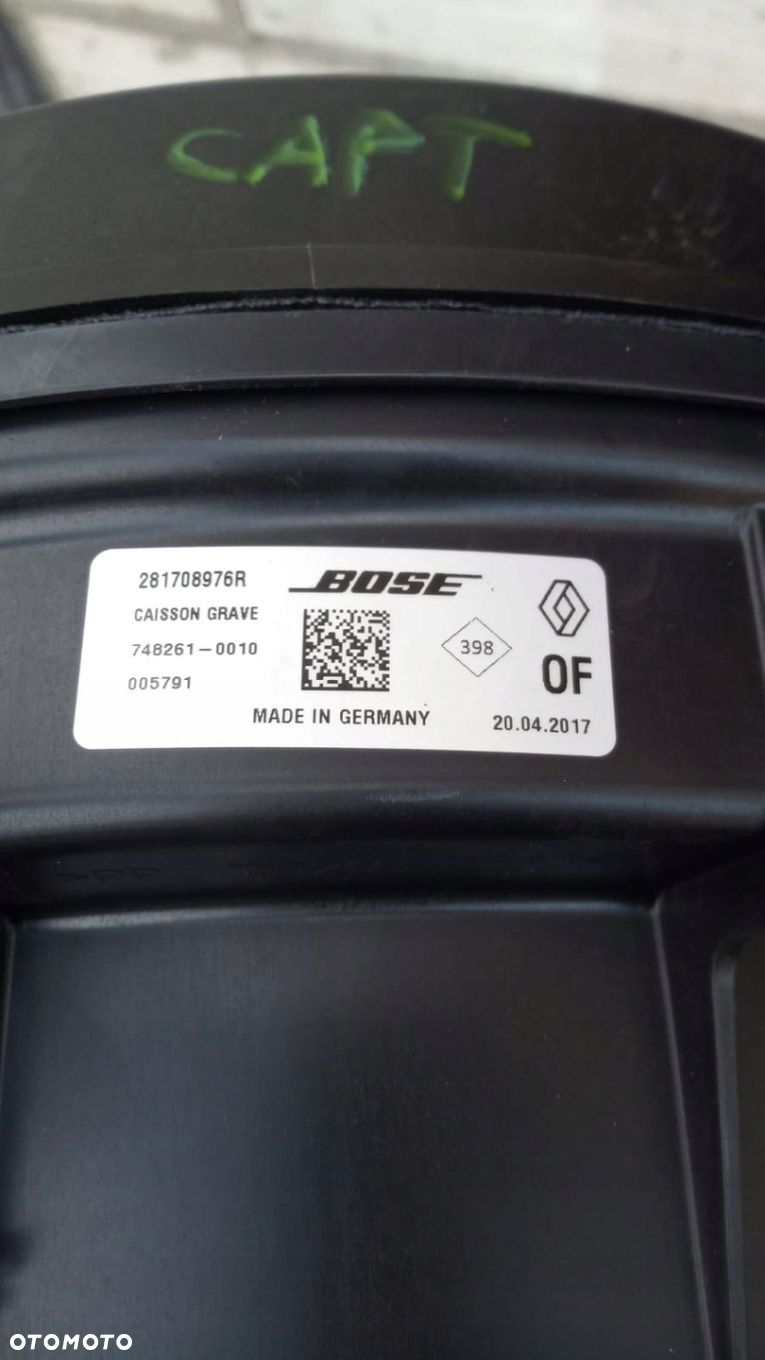 CAPT
281708976R
BOSE
CAISSON GRAVE
748261-0010
398
005791
OF
MADE IN GERMANY
20.04.2017
OTOMOTO